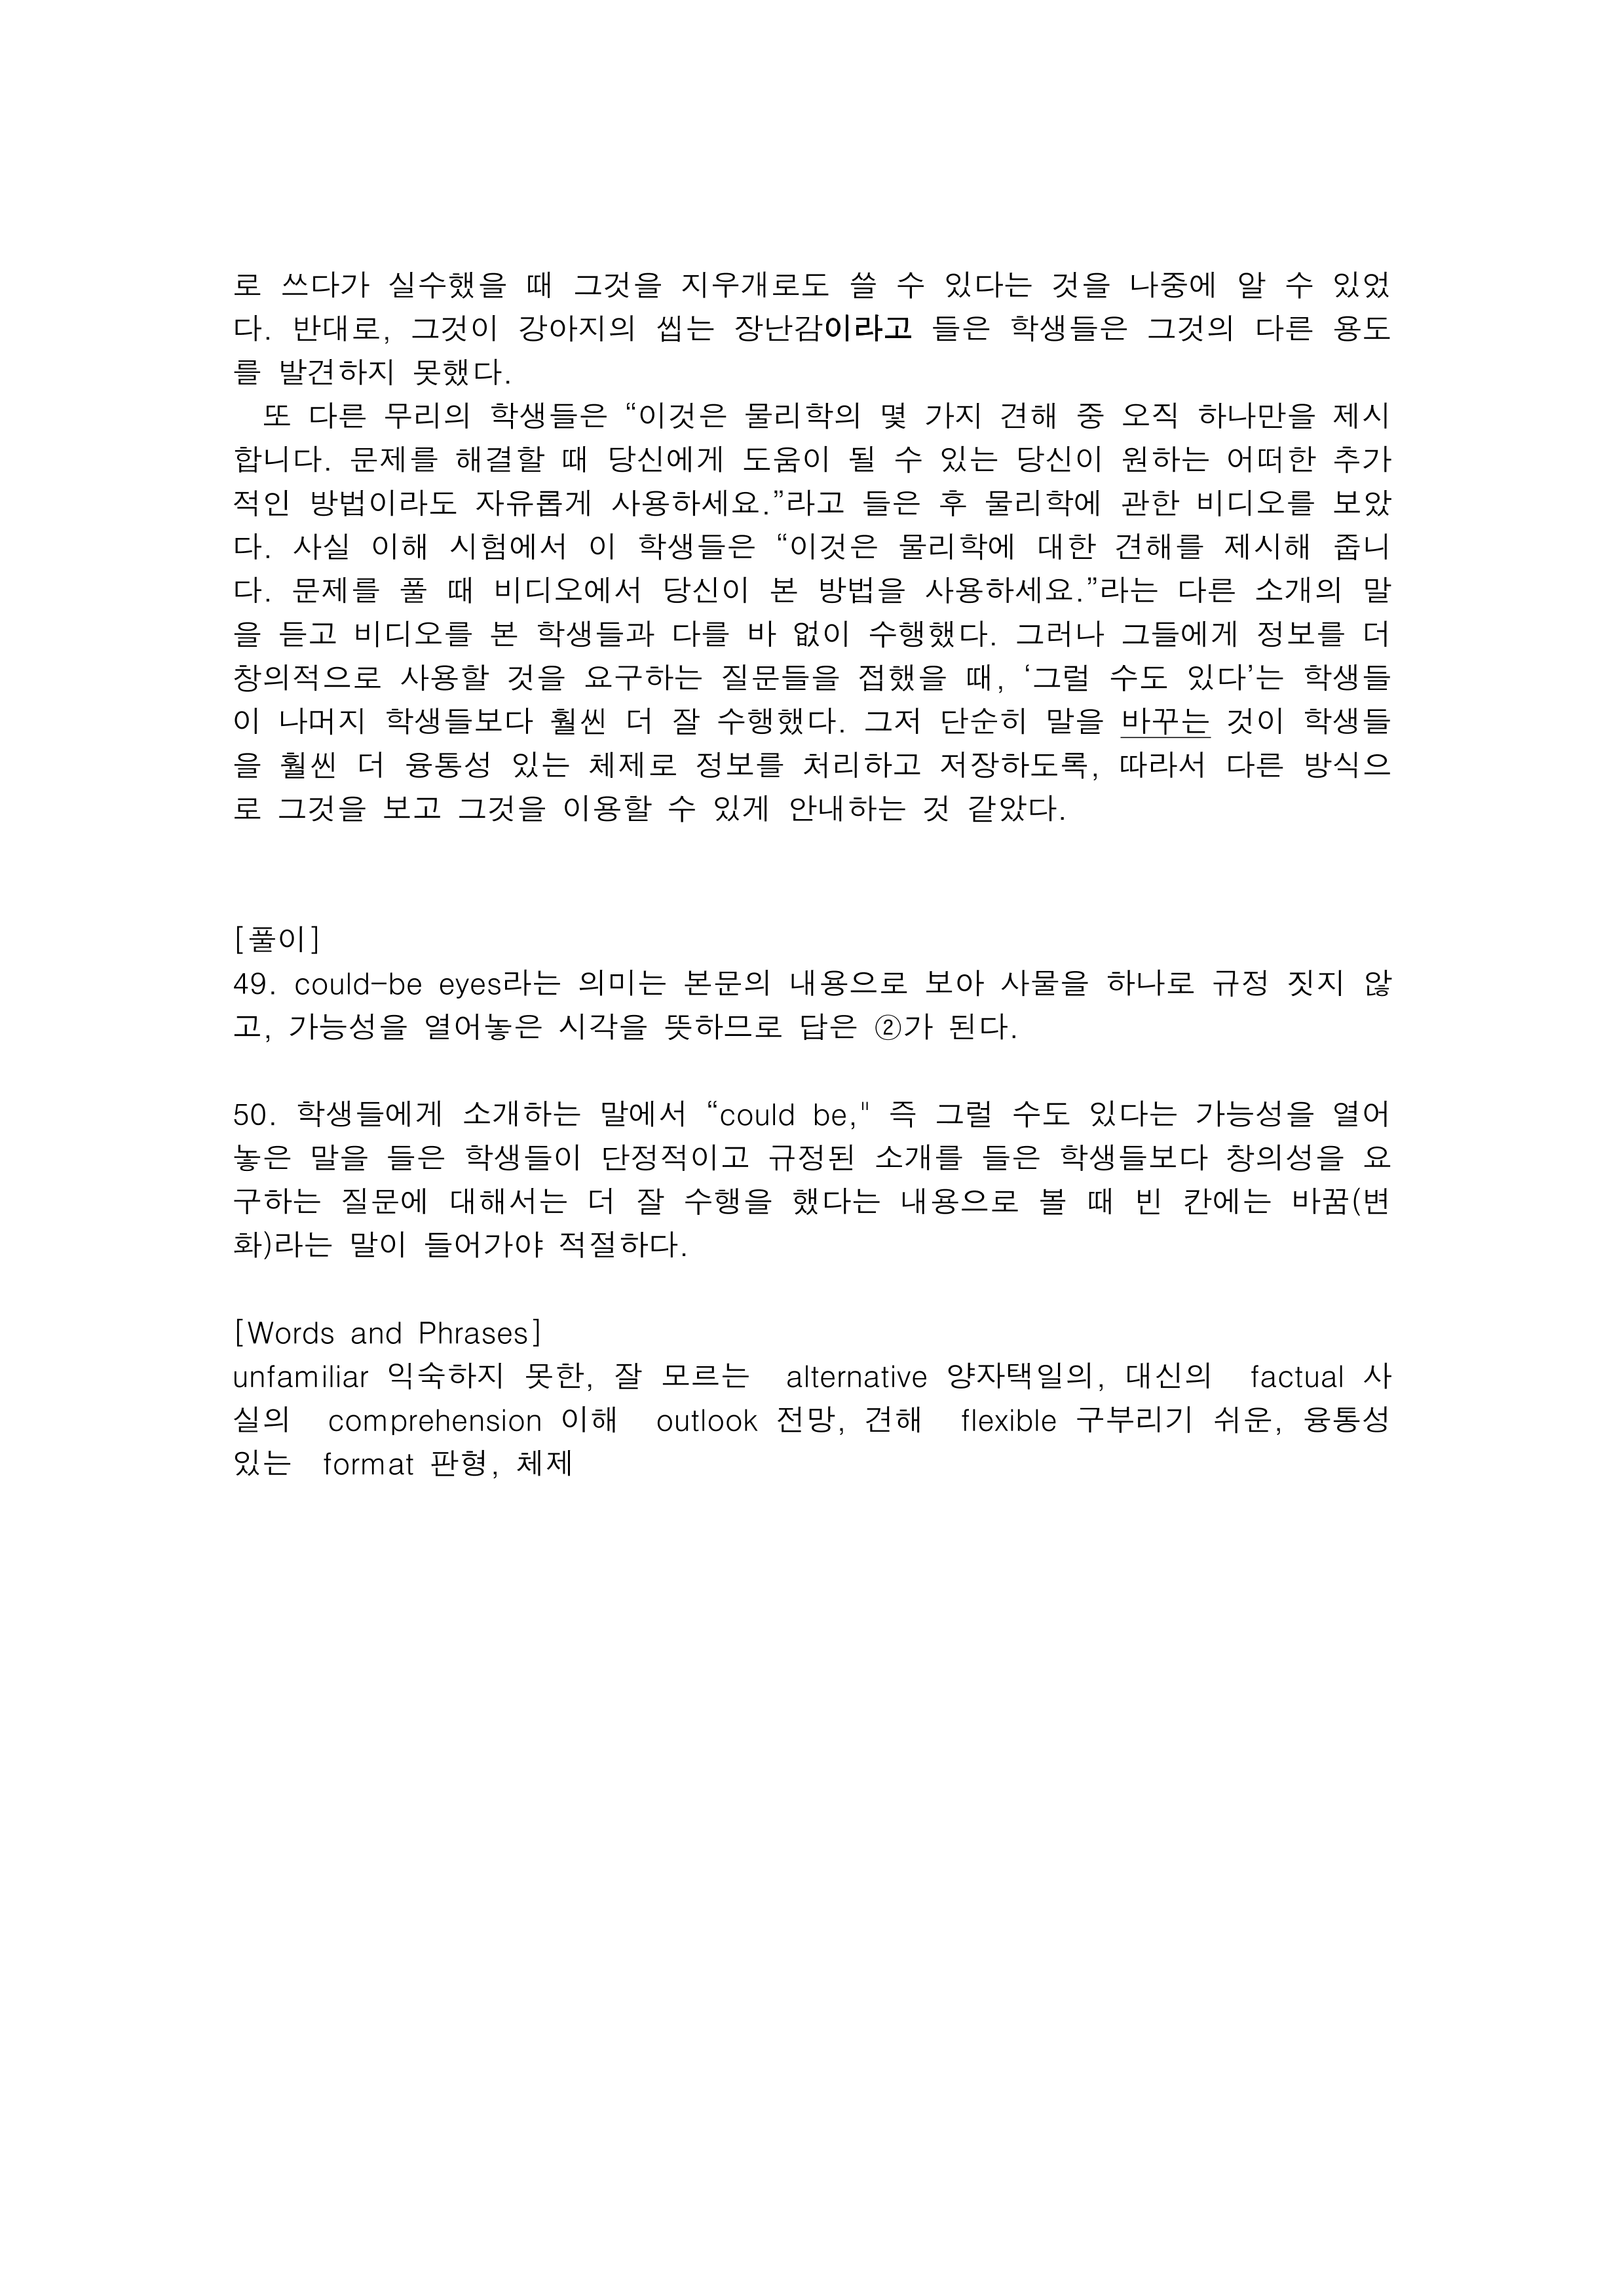 로 쓰다가 실수했을 때 그것을 지우개로도 쓸 수 있다는 것을 나중에 알 수 있었
다. 반대로, 그것이 강아지의 씹는 장난감이라고 들은 학생들은 그것의 다른 용도
를 발견하지 못했다.
또 다른 무리의 학생들은 “이것은 물리학의 몇 가지 견해 중 오직 하나만을 제시
합니다. 문제를 해결할 때 당신에게 도움이 될 수 있는 당신이 원하는 어떠한 추가
적인 방법이라도 자유롭게 사용하세요.”라고 들은 후 물리학에 관한 비디오를 보았
다. 사실 이해 시험에서 이 학생들은 “이것은 물리학에 대한 견해를 제시해 줍니
다. 문제를 풀 때 비디오에서 당신이 본 방법을 사용하세요.”라는 다른 소개의 말
을 듣고 비디오를 본 학생들과 다를 바 없이 수행했다. 그러나 그들에게 정보를 더
창의적으로 사용할 것을 요구하는 질문들을 접했을 때, ‘그럴 수도 있다’는 학생들
이 나머지 학생들보다 훨씬 더 잘 수행했다. 그저 단순히 말을 바꾸는 것이 학생들
을 훨씬 더 융통성 있는 체제로 정보를 처리하고 저장하도록, 따라서 다른 방식으
로 그것을 보고 그것을 이용할 수 있게 안내하는 것 같았다.
[풀이]
49. could-be eyes라는 의미는 본문의 내용으로 보아 사물을 하나로 규정 짓지 않
고, 가능성을 열어놓은 시각을 뜻하므로 답은 ②가 된다.
50. 학생들에게 소개하는 말에서 “could be," 즉 그럴 수도 있다는 가능성을 열어
놓은 말을 들은 학생들이 단정적이고 규정된 소개를 들은 학생들보다 창의성을 요
구하는 질문에 대해서는 더 잘 수행을 했다는 내용으로 볼 때 빈 칸에는 바꿈(변
화)라는 말이 들어가야 적절하다.
[Words and Phrases]
unfamiliar 익숙하지 못한, 잘 모르는 alternative 양자택일의, 대신의 factual 사
실의 comprehension 이해 outlook 전망, 견해 flexible 구부리기 쉬운, 융통성
있는 format 판형, 체제